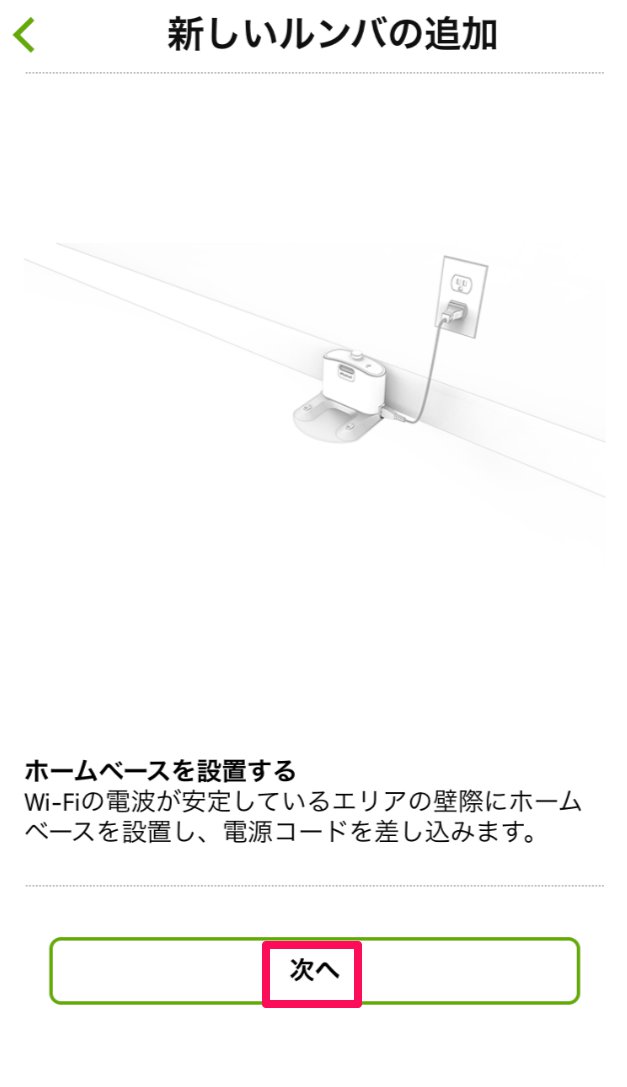 新しいルンバの追加
ホームベースを設置する
Wi-Fiの電波が安定しているエリアの壁際にホーム
ベースを設置し、電源コードを差し込みます。
次へ